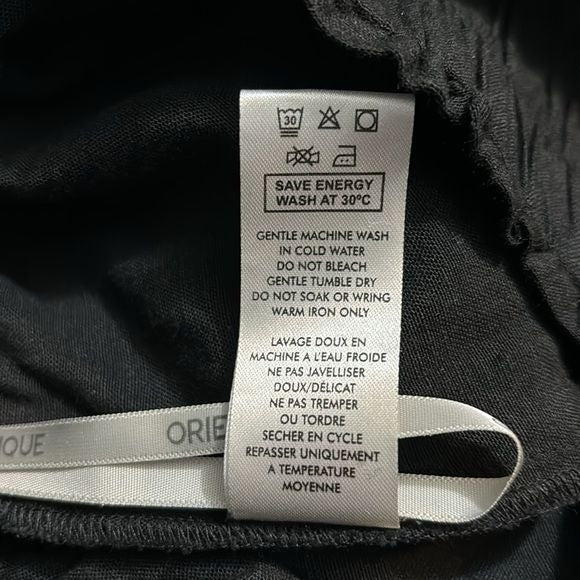 30
SAVE ENERGY
WASH AT 30ºC
GENTLE MACHINE WASH
IN COLD WATER
DO NOT BLEACH
GENTLE TUMBLE DRY
DO NOT SOAK OR WRING
WARM IRON ONLY
LAVAGE DOUX EN
MACHINE A L'EAU FROIDE
NE PAS JAVELLISER
DOUX/DÉLICAT
NE PAS TREMPER
OU TORDRE
SECHER EN CYCLE
REPASSER UNIQUEMENT
A TEMPERATURE
MOYENNE
IQUE ORIE